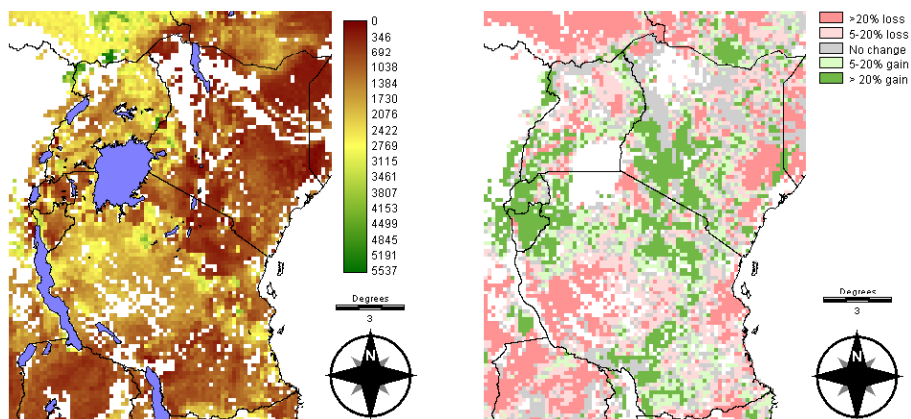 0
346
692
1038
1384
1730
2076
2422
2769
3115
3461
3807
4153
4499
4845
5191
5537
Degrees
3
N
>20% loss
5-20% loss
No change
5-20% gain
> 20% gain
Degrees
3
N